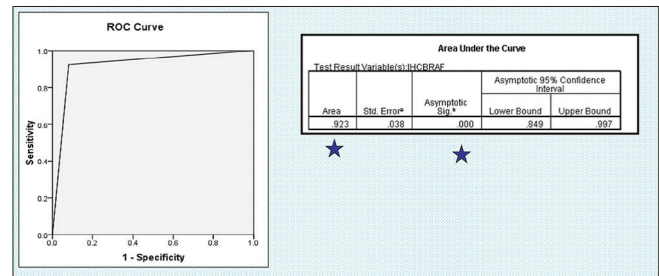 ROC Curve
1.0
0.8
0.6
0.4
0.2
0.0
Sensitivity
0.0 0.2 0.4 0.6 0.8 1.0
1 - Specificity
Area Under the Curve
Test Result Variable(s):IHCBRAF
Area Std. Errorᵃ Asymptotic Sig.ᵇ Asymptotic 95% Confidence Interval
Lower Bound Upper Bound
.923 .038 .000 .849 .997